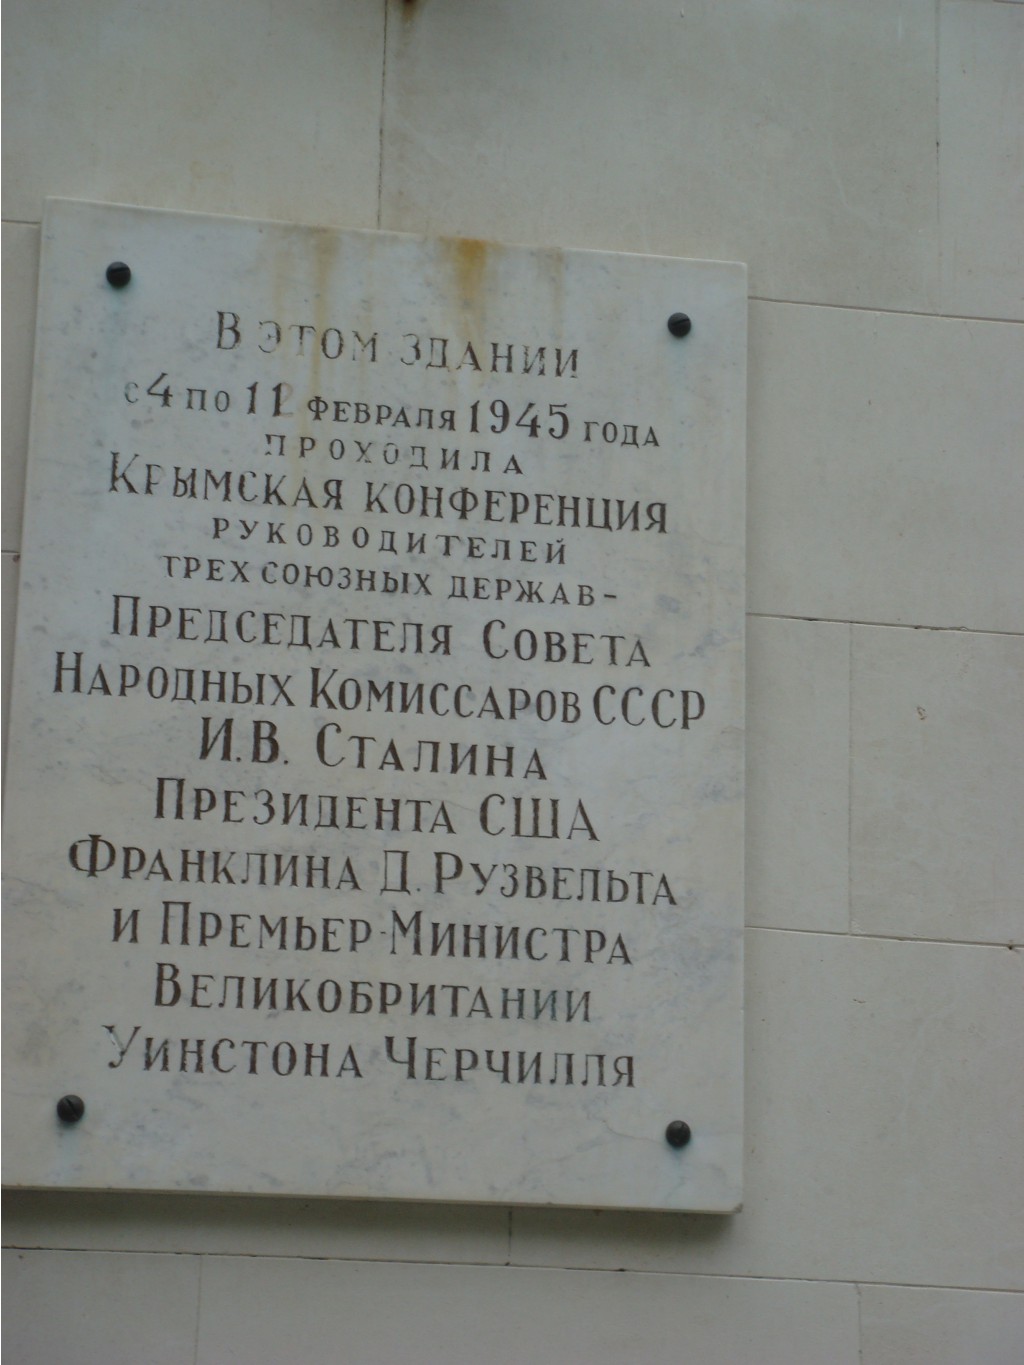 В ЭТОМ ЗДАНИИ
С 4 ПО 11 ФЕВРАЛЯ 1945 ГОДА
ПРОХОДИЛА
КРЫМСКАЯ КОНФЕРЕНЦИЯ
РУКОВОДИТЕЛЕЙ
ТРЕХ СОЮЗНЫХ ДЕРЖАВ-
ПРЕДСЕДАТЕЛЯ СОВЕТА
НАРОДНЫХ КОМИССАРОВ СССР
И.В. СТАЛИНА
ПРЕЗИДЕНТА США
ФРАНКЛИНА Д. РУЗВЕЛЬТА
И ПРЕМЬЕР-МИНИСТРА
ВЕЛИКОБРИТАНИИ
УИНСТОНА ЧЕРЧИЛЛЯ